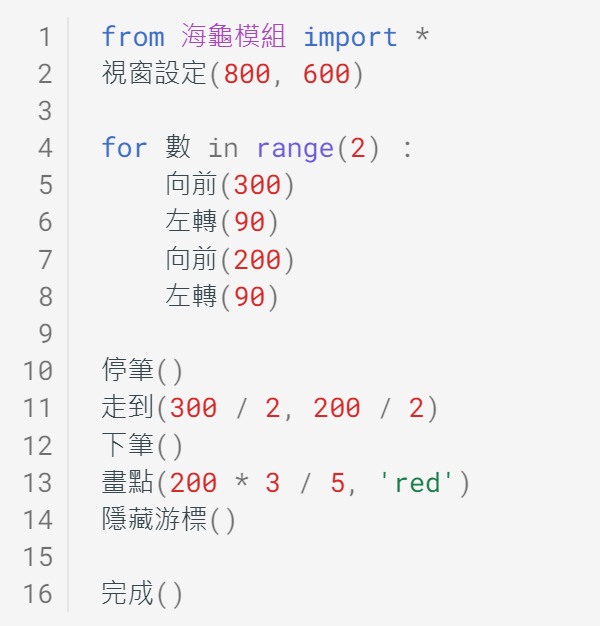 1 from 海龜模組 import *
2 視窗設定(800, 600)
3
4 for 數 in range(2) :
5     向前(300)
6     左轉(90)
7     向前(200)
8     左轉(90)
9
10 停筆()
11 走到(300 / 2, 200 / 2)
12 下筆()
13 畫點(200 * 3 / 5, 'red')
14 隱藏游標()
15
16 完成()